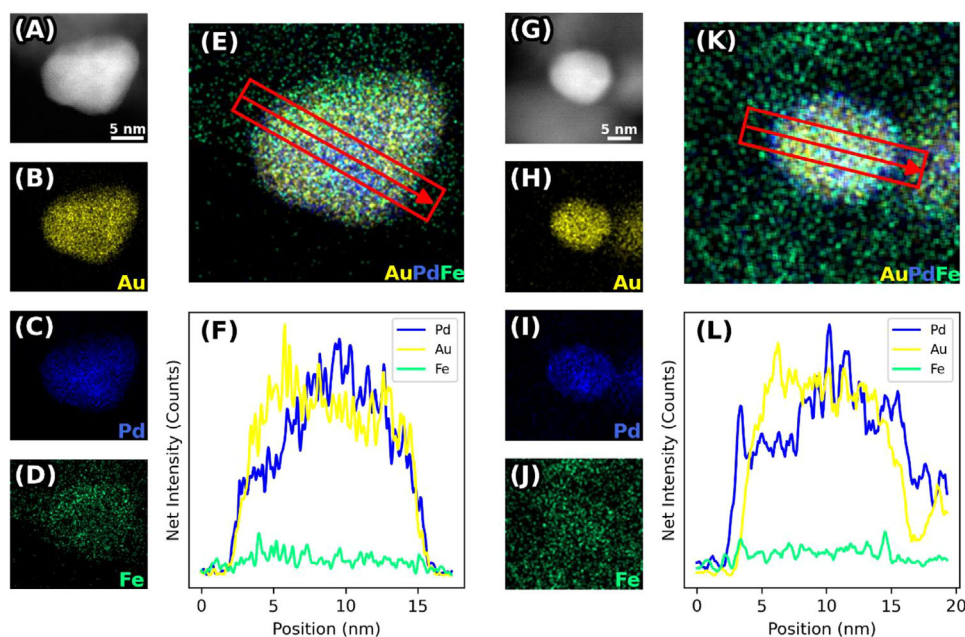 (A)
5 nm
(B)
Au
(C)
Pd
(D)
Fe
(E)
AuPdFe
(F)
Pd
Au
Fe
Net Intensity (Counts)
0 5 10 15
Position (nm)
(G)
5 nm
(H)
Au
(I)
Pd
(J)
Fe
(K)
AuPdFe
(L)
Pd
Au
Fe
Net Intensity (Counts)
0 5 10 15 20
Position (nm)